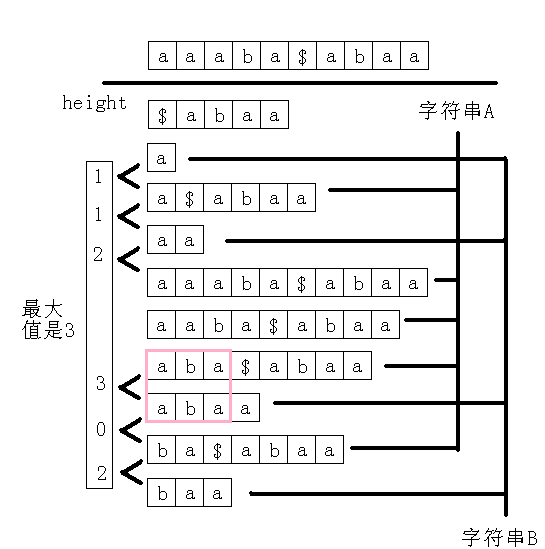 a a a b a $ a b a a
height
$ a b a a
字符串A
a
1
a $ a b a a
1
a a
2
a a a b a $ a b a a
最大
值是3
a a b a $ a b a a
a b a $ a b a a
3
a b a a
0
b a $ a b a a
2
b a a
字符串B